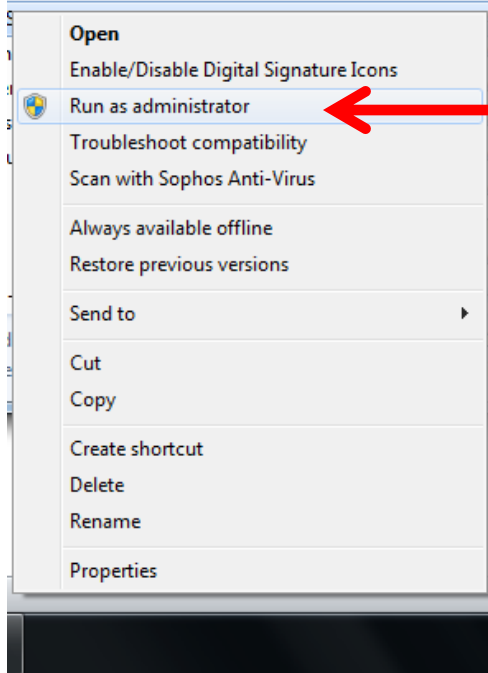 Open
Enable/Disable Digital Signature Icons
Run as administrator
Troubleshoot compatibility
Scan with Sophos Anti-Virus
Always available offline
Restore previous versions
Send to
Cut
Copy
Create shortcut
Delete
Rename
Properties